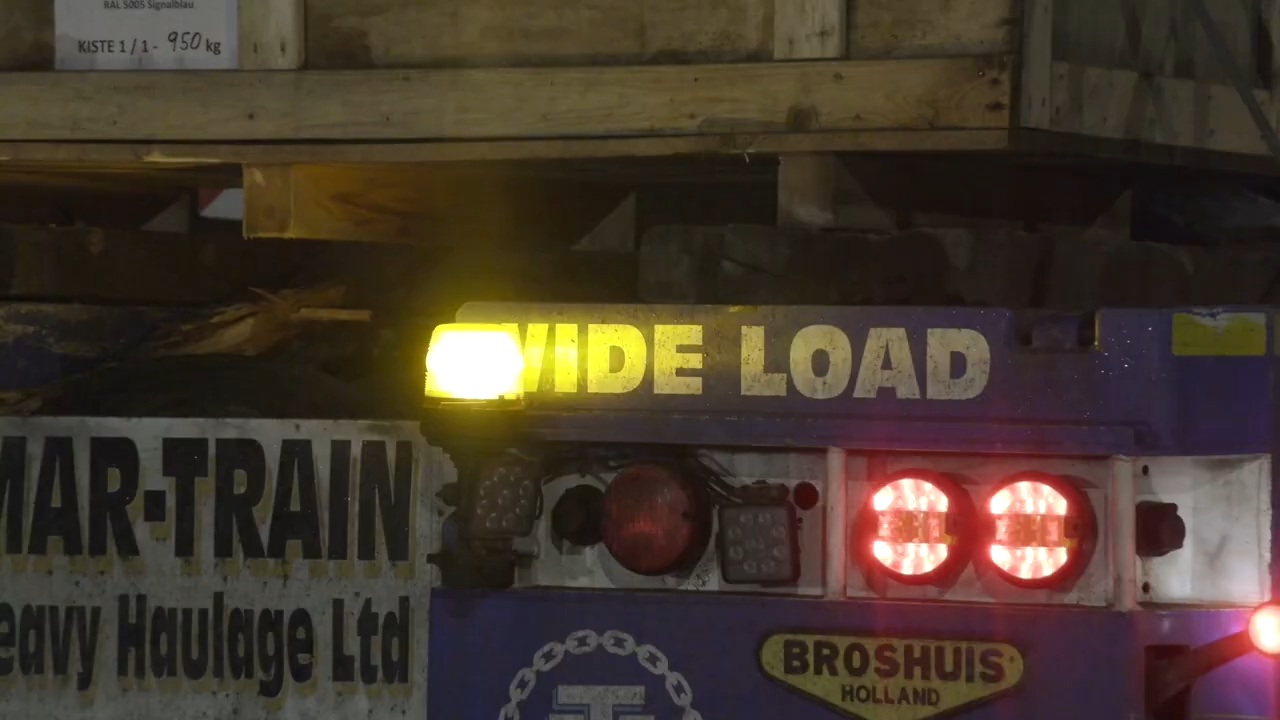 RAL 5005 Signalblau
KISTE 1 / 1 - 950 kg
WIDE LOAD
MAR-TRAIN
eavy Haulage Ltd
BROSHUIS
HOLLAND